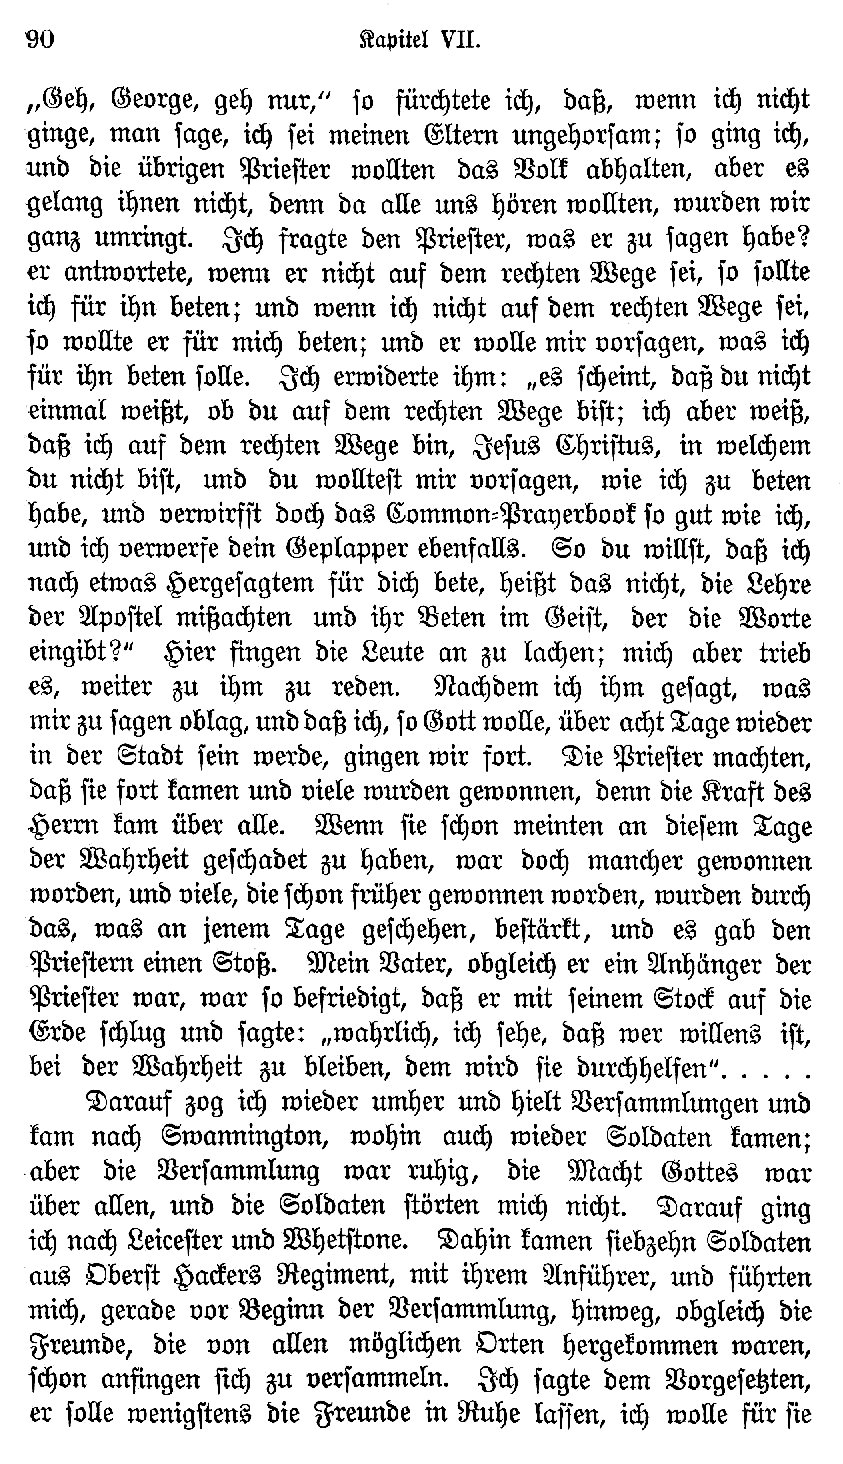 90 Kapitel VII.
„Geh, George, geh nur,“ so fürchtete ich, daß, wenn ich nicht
ginge, man sage, ich sei meinen Eltern ungehorsam; so ging ich,
und die übrigen Priester wollten das Volk abhalten, aber es
gelang ihnen nicht, denn da alle uns hören wollten, wurden wir
ganz umringt. Ich fragte den Priester, was er zu sagen habe?
er antwortete, wenn er nicht auf dem rechten Wege sei, so sollte
ich für ihn beten; und wenn ich nicht auf dem rechten Wege sei,
so wollte er für mich beten; und er wolle mir vorsagen, was ich
für ihn beten solle. Ich erwiderte ihm: „es scheint, daß du nicht
einmal weißt, ob du auf dem rechten Wege bist; ich aber weiß,
daß ich auf dem rechten Wege bin, Jesus Christus, in welchem
du nicht bist, und du wolltest mir vorsagen, wie ich zu beten
habe, und verwirfst doch das Common-Prayerbook so gut wie ich,
und ich verwerfe dein Geplapper ebenfalls. So du willst, daß ich
nach etwas Hergesagtem für dich bete, heißt das nicht, die Lehre
der Apostel mißachten und ihr Beten im Geist, der die Worte
eingibt?“ Hier fingen die Leute an zu lachen; mich aber trieb
es, weiter zu ihm zu reden. Nachdem ich ihm gesagt, was
mir zu sagen oblag, und daß ich, so Gott wolle, über acht Tage wieder
in der Stadt sein werde, gingen wir fort. Die Priester machten,
daß sie fort kamen und viele wurden gewonnen, denn die Kraft des
Herrn kam über alle. Wenn sie schon meinten an diesem Tage
der Wahrheit geschadet zu haben, war doch mancher gewonnen
worden, und viele, die schon früher gewonnen worden, wurden durch
das, was an jenem Tage geschehen, bestärkt, und es gab den
Priestern einen Stoß. Mein Vater, obgleich er ein Anhänger der
Priester war, war so befriedigt, daß er mit seinem Stock auf die
Erde schlug und sagte: „wahrlich, ich sehe, daß wer willens ist,
bei der Wahrheit zu bleiben, dem wird sie durchhelfen“. . . . .
Darauf zog ich wieder umher und hielt Versammlungen und
kam nach Swannington, wohin auch wieder Soldaten kamen;
aber die Versammlung war ruhig, die Macht Gottes war
über allen, und die Soldaten störten mich nicht. Darauf ging
ich nach Leicester und Whetstone. Dahin kamen siebzehn Soldaten
aus Oberst Hackers Regiment, mit ihrem Anführer, und führten
mich, gerade vor Beginn der Versammlung, hinweg, obgleich die
Freunde, die von allen möglichen Orten hergekommen waren,
schon anfingen sich zu versammeln. Ich sagte dem Vorgesetzten,
er solle wenigstens die Freunde in Ruhe lassen, ich wolle für sie